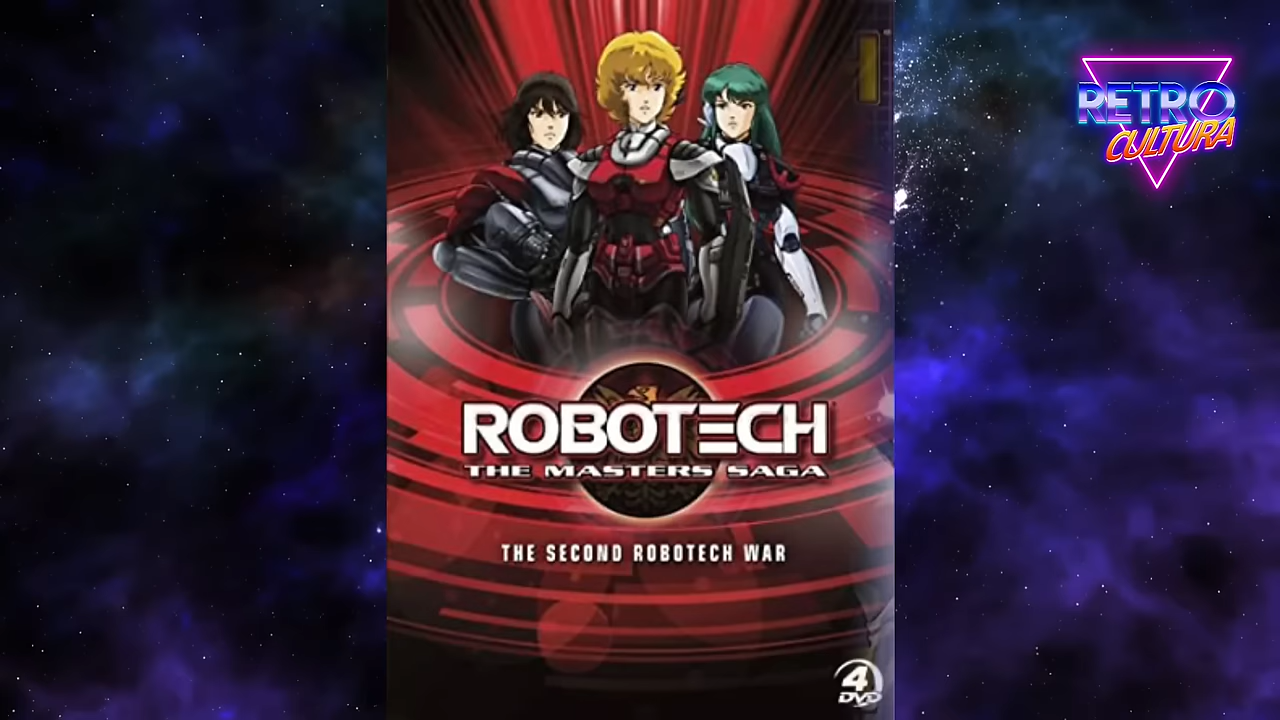 RETRO
CULTURA
ROBOTECH
THE MASTERS SAGA
THE SECOND ROBOTECH WAR
4
DVD